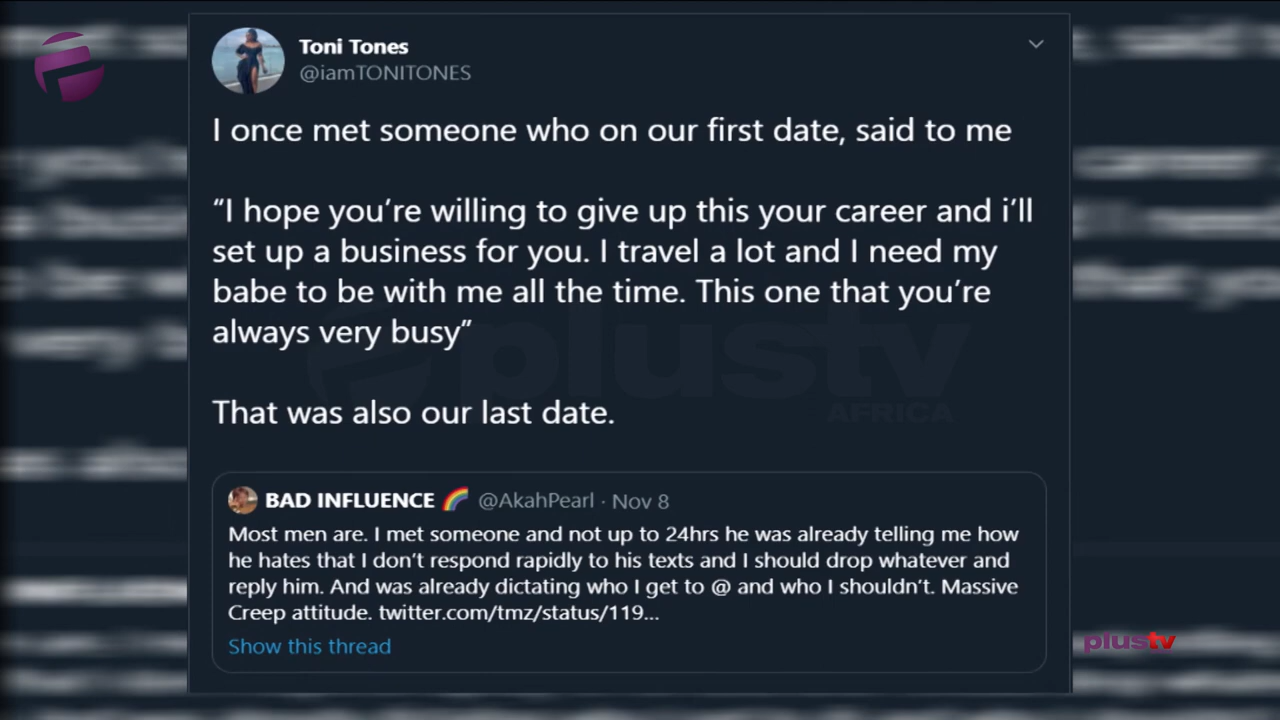 Toni Tones
@iamTONITONES
I once met someone who on our first date, said to me
“I hope you’re willing to give up this your career and i’ll
set up a business for you. I travel a lot and I need my
babe to be with me all the time. This one that you’re
always very busy”
That was also our last date.
BAD INFLUENCE 🌈 @AkahPearl · Nov 8
Most men are. I met someone and not up to 24hrs he was already telling me how
he hates that I don’t respond rapidly to his texts and I should drop whatever and
reply him. And was already dictating who I get to @ and who I shouldn’t. Massive
Creep attitude. twitter.com/tmz/status/119...
Show this thread
plustv
AFRICA
plustv